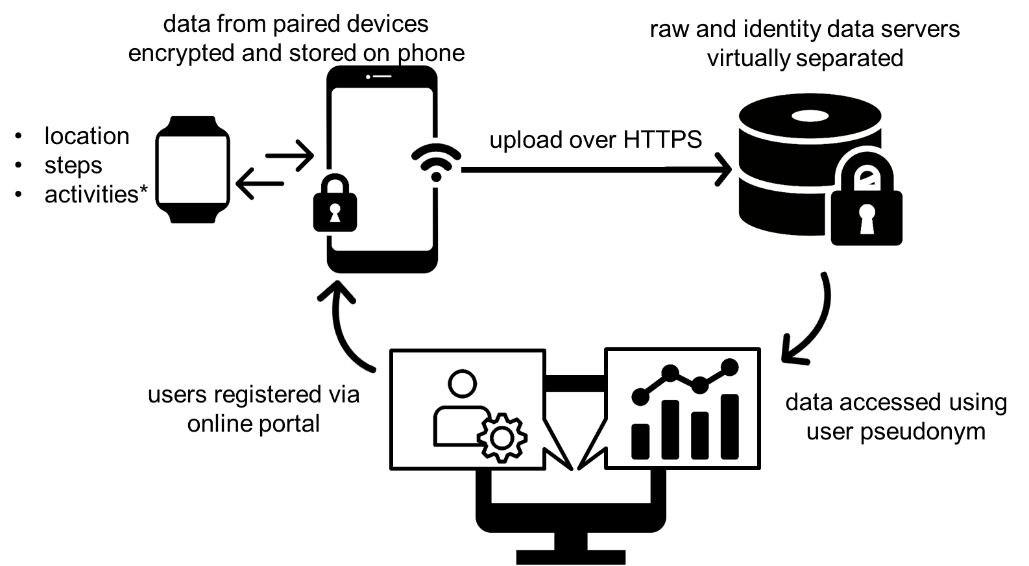 data from paired devices
encrypted and stored on phone
raw and identity data servers
virtually separated
• location
• steps
• activities*
upload over HTTPS
users registered via
online portal
data accessed using
user pseudonym